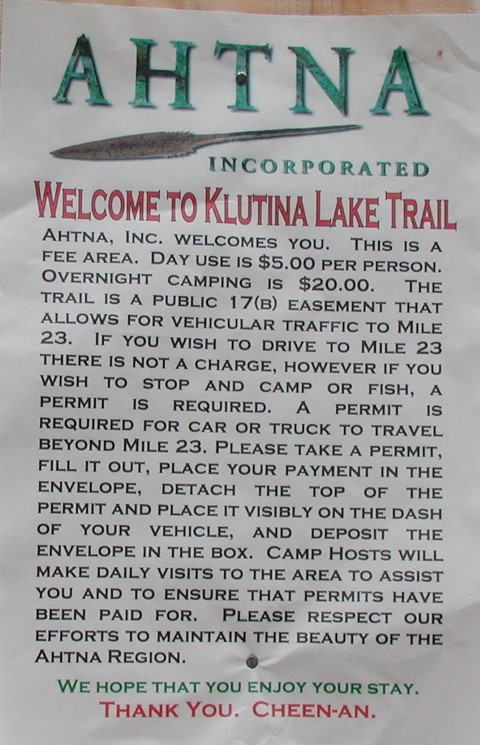 AHTNA
INCORPORATED
WELCOME TO KLUTINA LAKE TRAIL
AHTNA, INC. WELCOMES YOU. THIS IS A
FEE AREA. DAY USE IS $5.00 PER PERSON.
OVERNIGHT CAMPING IS $20.00. THE
TRAIL IS A PUBLIC 17(B) EASEMENT THAT
ALLOWS FOR VEHICULAR TRAFFIC TO MILE
23. IF YOU WISH TO DRIVE TO MILE 23
THERE IS NOT A CHARGE, HOWEVER IF YOU
WISH TO STOP AND CAMP OR FISH, A
PERMIT IS REQUIRED. A PERMIT IS
REQUIRED FOR CAR OR TRUCK TO TRAVEL
BEYOND MILE 23. PLEASE TAKE A PERMIT,
FILL IT OUT, PLACE YOUR PAYMENT IN THE
ENVELOPE, DETACH THE TOP OF THE
PERMIT AND PLACE IT VISIBLY ON THE DASH
OF YOUR VEHICLE, AND DEPOSIT THE
ENVELOPE IN THE BOX. CAMP HOSTS WILL
MAKE DAILY VISITS TO THE AREA TO ASSIST
YOU AND TO ENSURE THAT PERMITS HAVE
BEEN PAID FOR. PLEASE RESPECT OUR
EFFORTS TO MAINTAIN THE BEAUTY OF THE
AHTNA REGION.
WE HOPE THAT YOU ENJOY YOUR STAY.
THANK YOU. CHEEN-AN.